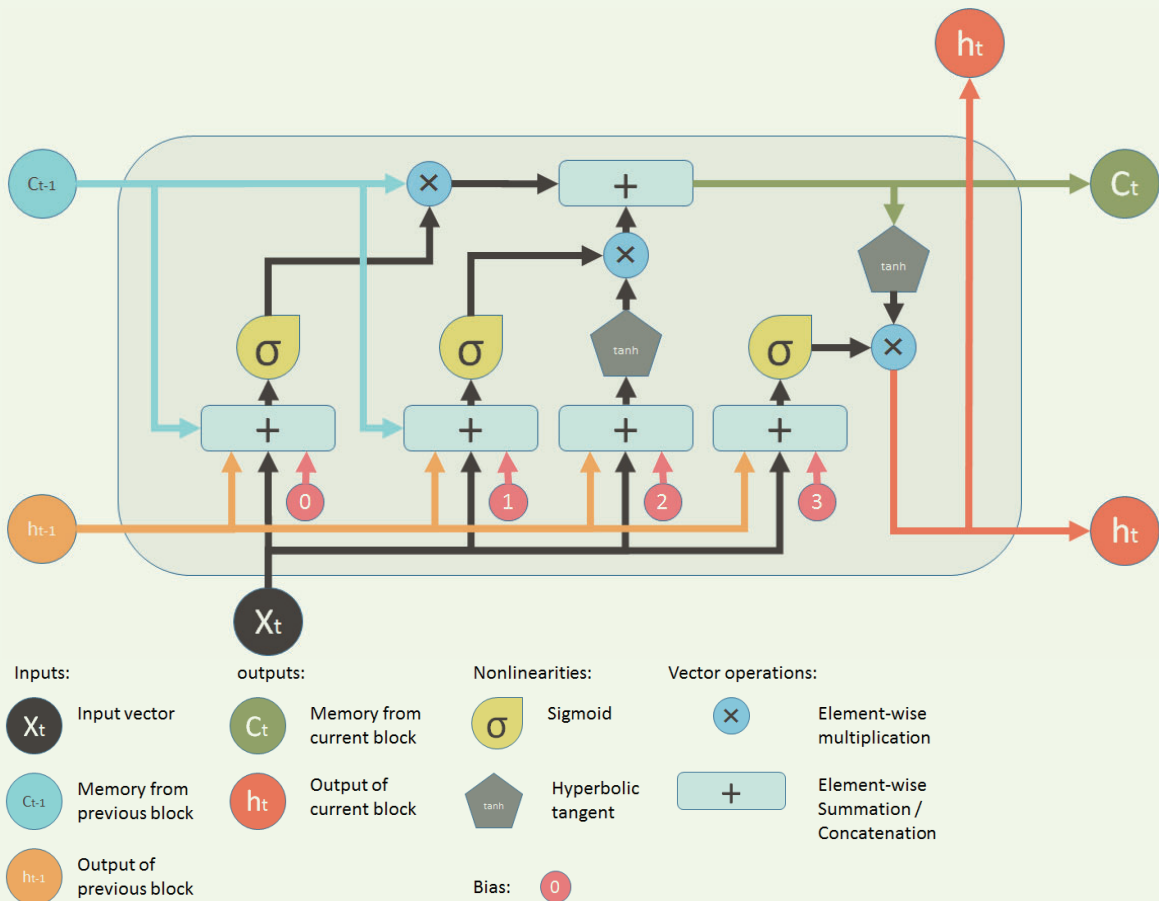 ht
Ct-1
×
+
Ct
×
tanh
σ
σ
tanh
σ
×
+
+
+
+
0
1
2
3
ht-1
ht
Xt
Inputs:
outputs:
Nonlinearities:
Vector operations:
Xt
Input vector
Ct
Memory from
current block
σ
Sigmoid
×
Element-wise
multiplication
Ct-1
Memory from
previous block
ht
Output of
current block
tanh
Hyperbolic
tangent
+
Element-wise
Summation /
Concatenation
ht-1
Output of
previous block
Bias:
0